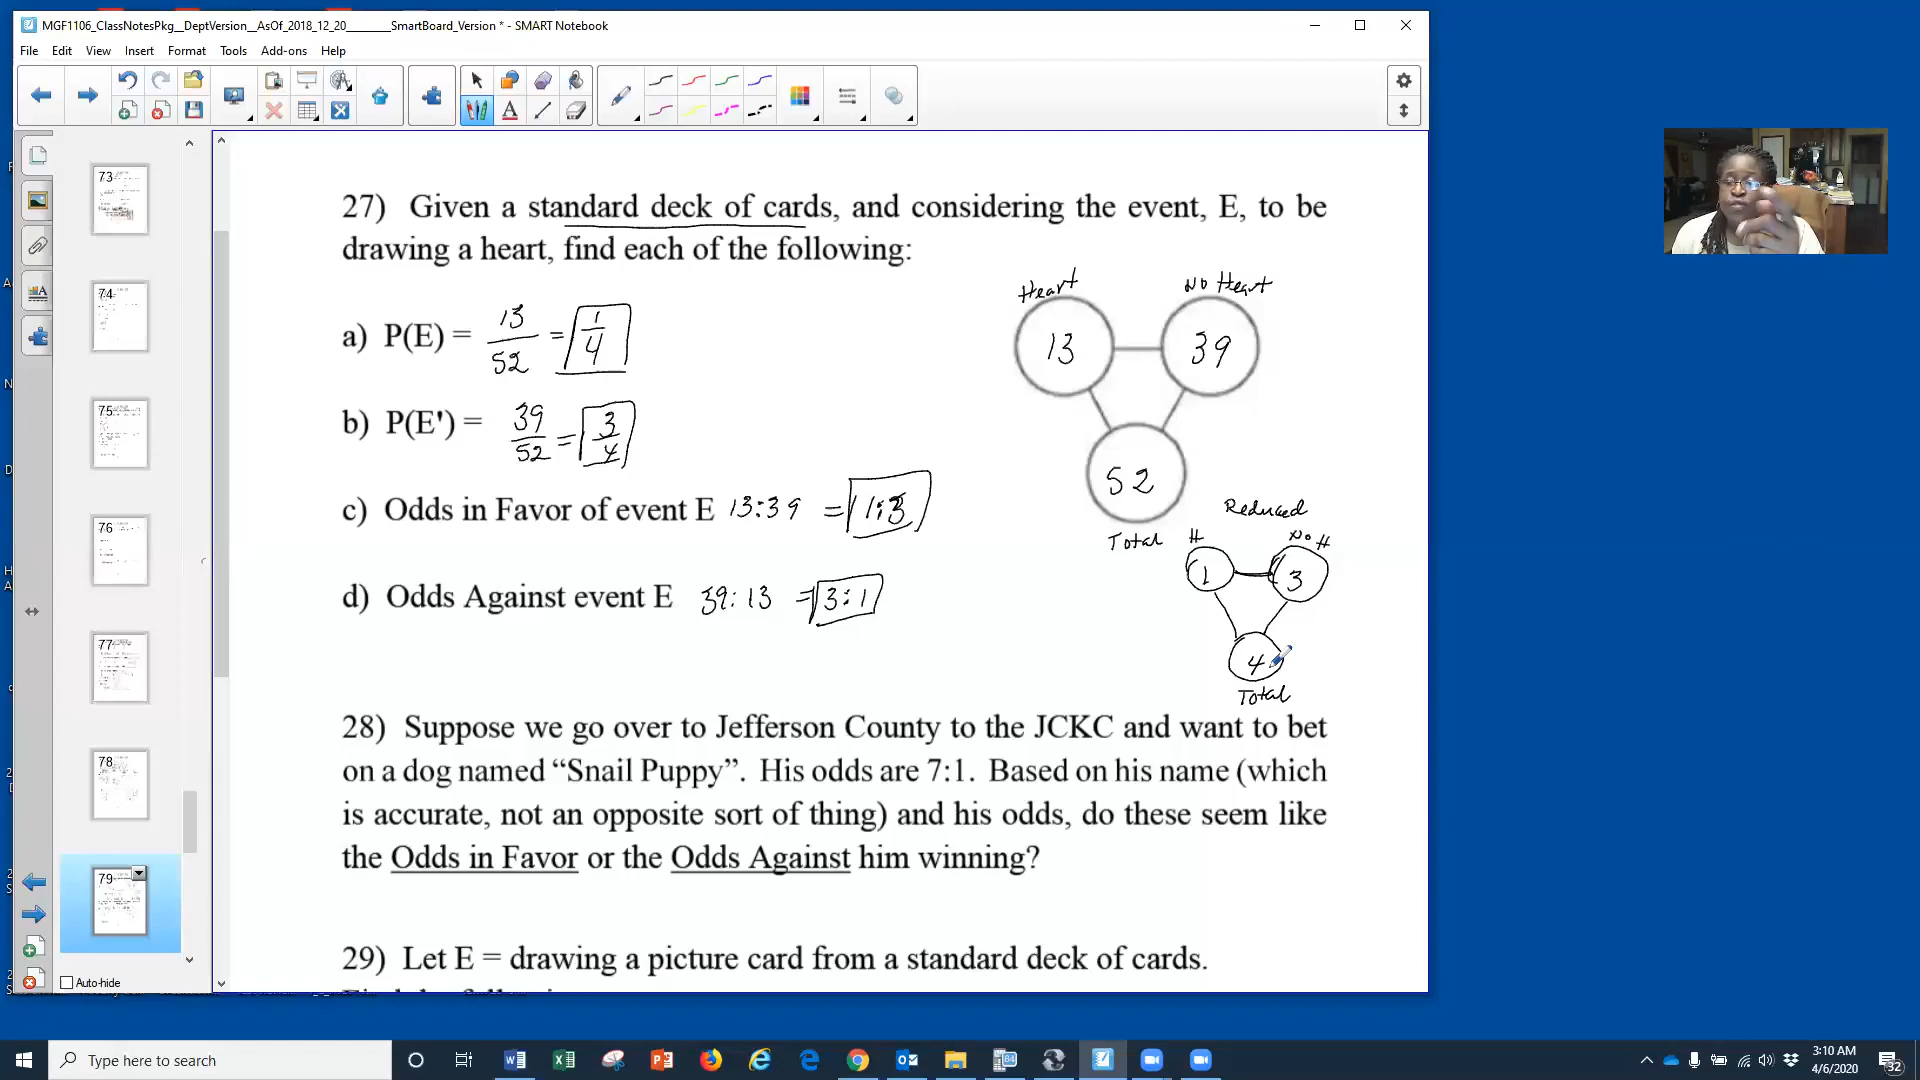 MGF1106_ClassNotesPkg__DeptVersion__AsOf_2018_12_20________SmartBoard_Version * - SMART Notebook
File Edit View Insert Format Tools Add-ons Help
73
74
75
76
77
78
79
Auto-hide
27) Given a standard deck of cards, and considering the event, E, to be
drawing a heart, find each of the following:
a) P(E) = 13/52 = 1/4
b) P(E') = 39/52 = 3/4
c) Odds in Favor of event E 13:39 = 1:3
d) Odds Against event E 39:13 = 3:1
Heart No Heart
13 39
52
Total
Reduced
H No H
1 3
4
Total
28) Suppose we go over to Jefferson County to the JCKC and want to bet
on a dog named “Snail Puppy”. His odds are 7:1. Based on his name (which
is accurate, not an opposite sort of thing) and his odds, do these seem like
the Odds in Favor or the Odds Against him winning?
29) Let E = drawing a picture card from a standard deck of cards.
Type here to search
3:10 AM
4/6/2020
32